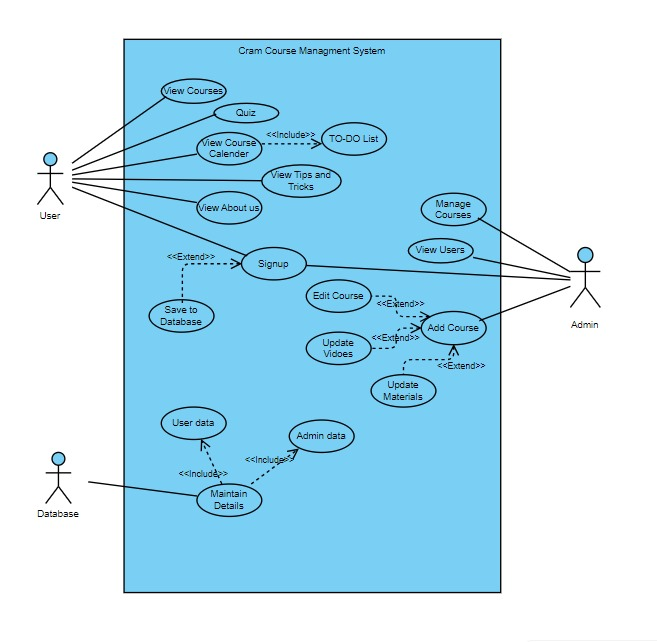 Cram Course Managment System
View Courses
Quiz
<<Include>>
TO-DO List
View Course
Calender
View Tips and
Tricks
User
View About us
Manage
Courses
View Users
<<Extend>>
Signup
Admin
Edit Course
<<Extend>>
Save to
Database
Add Course
<<Extend>>
Update
Vidoes
<<Extend>>
Update
Materials
User data
Admin data
<<Include>>
<<Include>>
Maintain
Details
Database